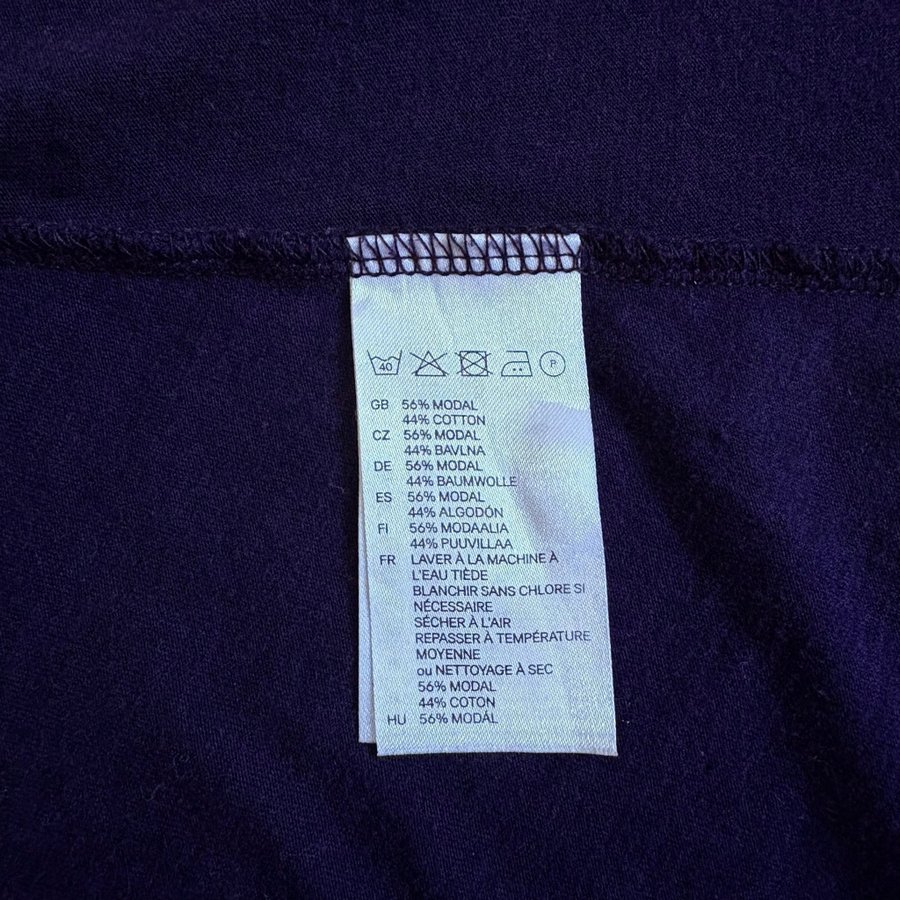 40 P
GB 56% MODAL
44% COTTON
CZ 56% MODAL
44% BAVLNA
DE 56% MODAL
44% BAUMWOLLE
ES 56% MODAL
44% ALGODÓN
FI 56% MODAALIA
44% PUUVILLAA
FR LAVER À LA MACHINE À
L'EAU TIÈDE
BLANCHIR SANS CHLORE SI
NÉCESSAIRE
SÉCHER À L'AIR
REPASSER À TEMPÉRATURE
MOYENNE
ou NETTOYAGE À SEC
56% MODAL
44% COTON
HU 56% MODÁL